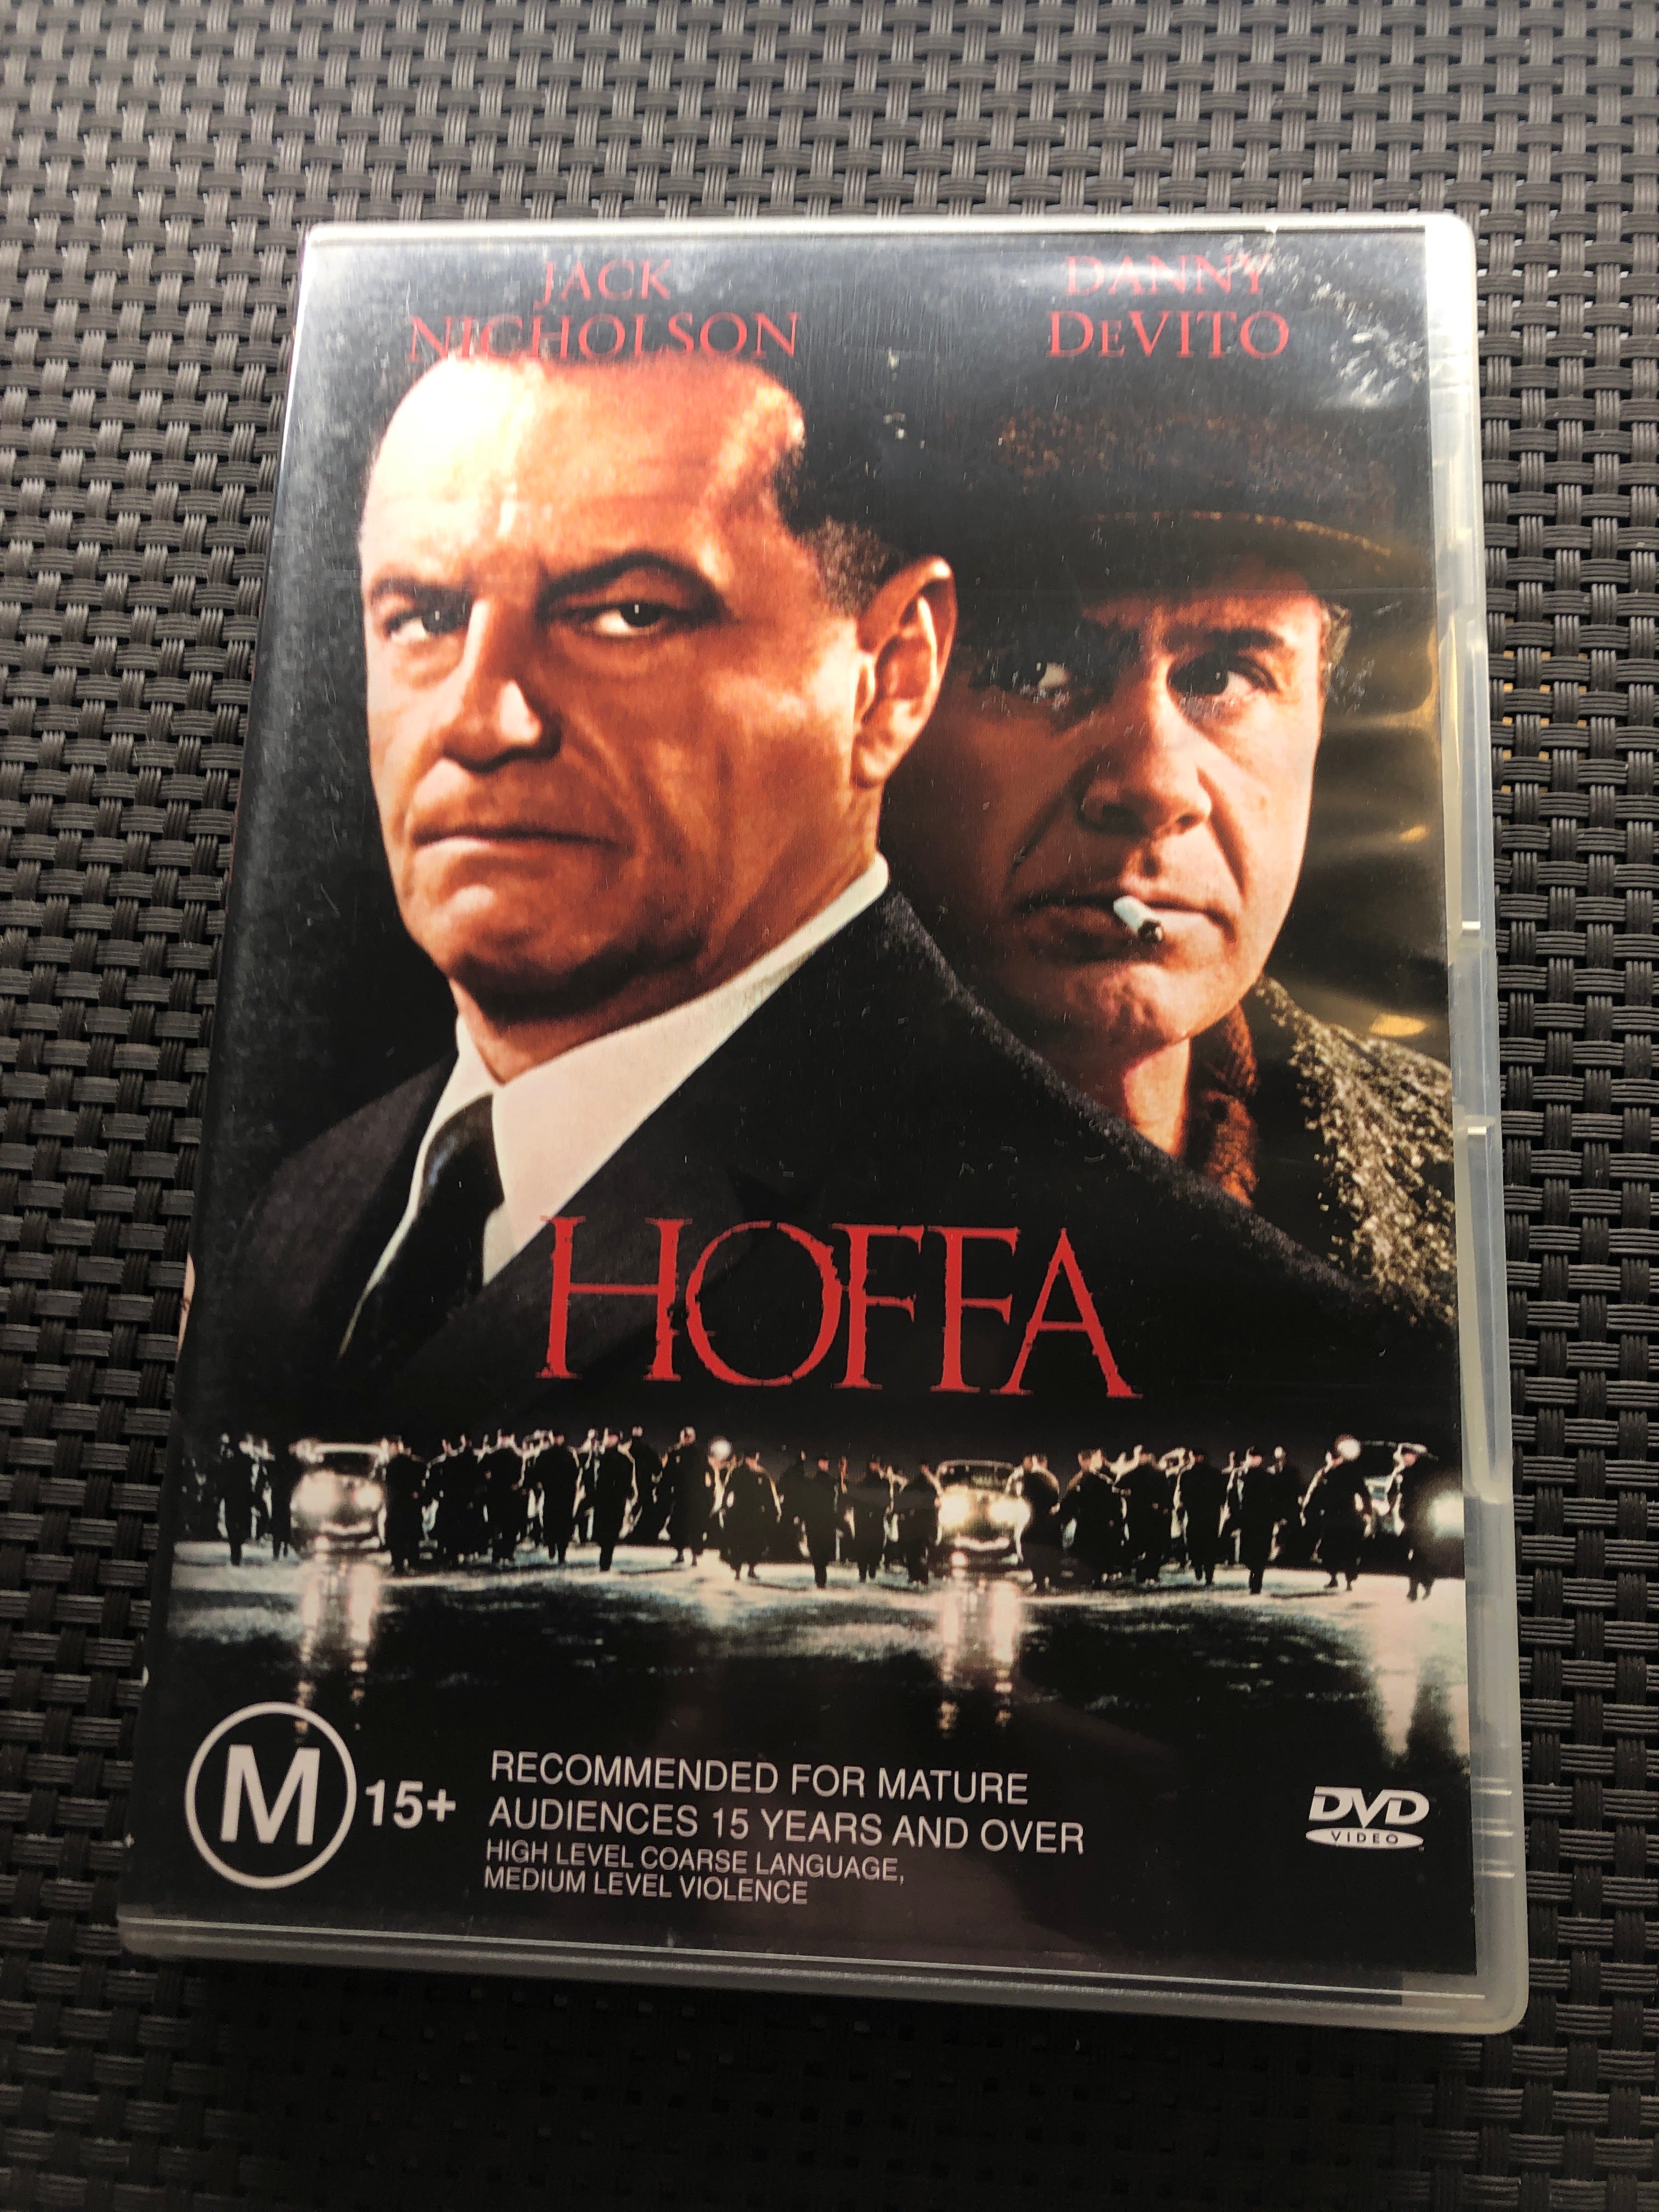 JACK
NICHOLSON
DANNY
DeVITO
HOFFA
M 15+
RECOMMENDED FOR MATURE
AUDIENCES 15 YEARS AND OVER
HIGH LEVEL COARSE LANGUAGE,
MEDIUM LEVEL VIOLENCE
DVD
VIDEO